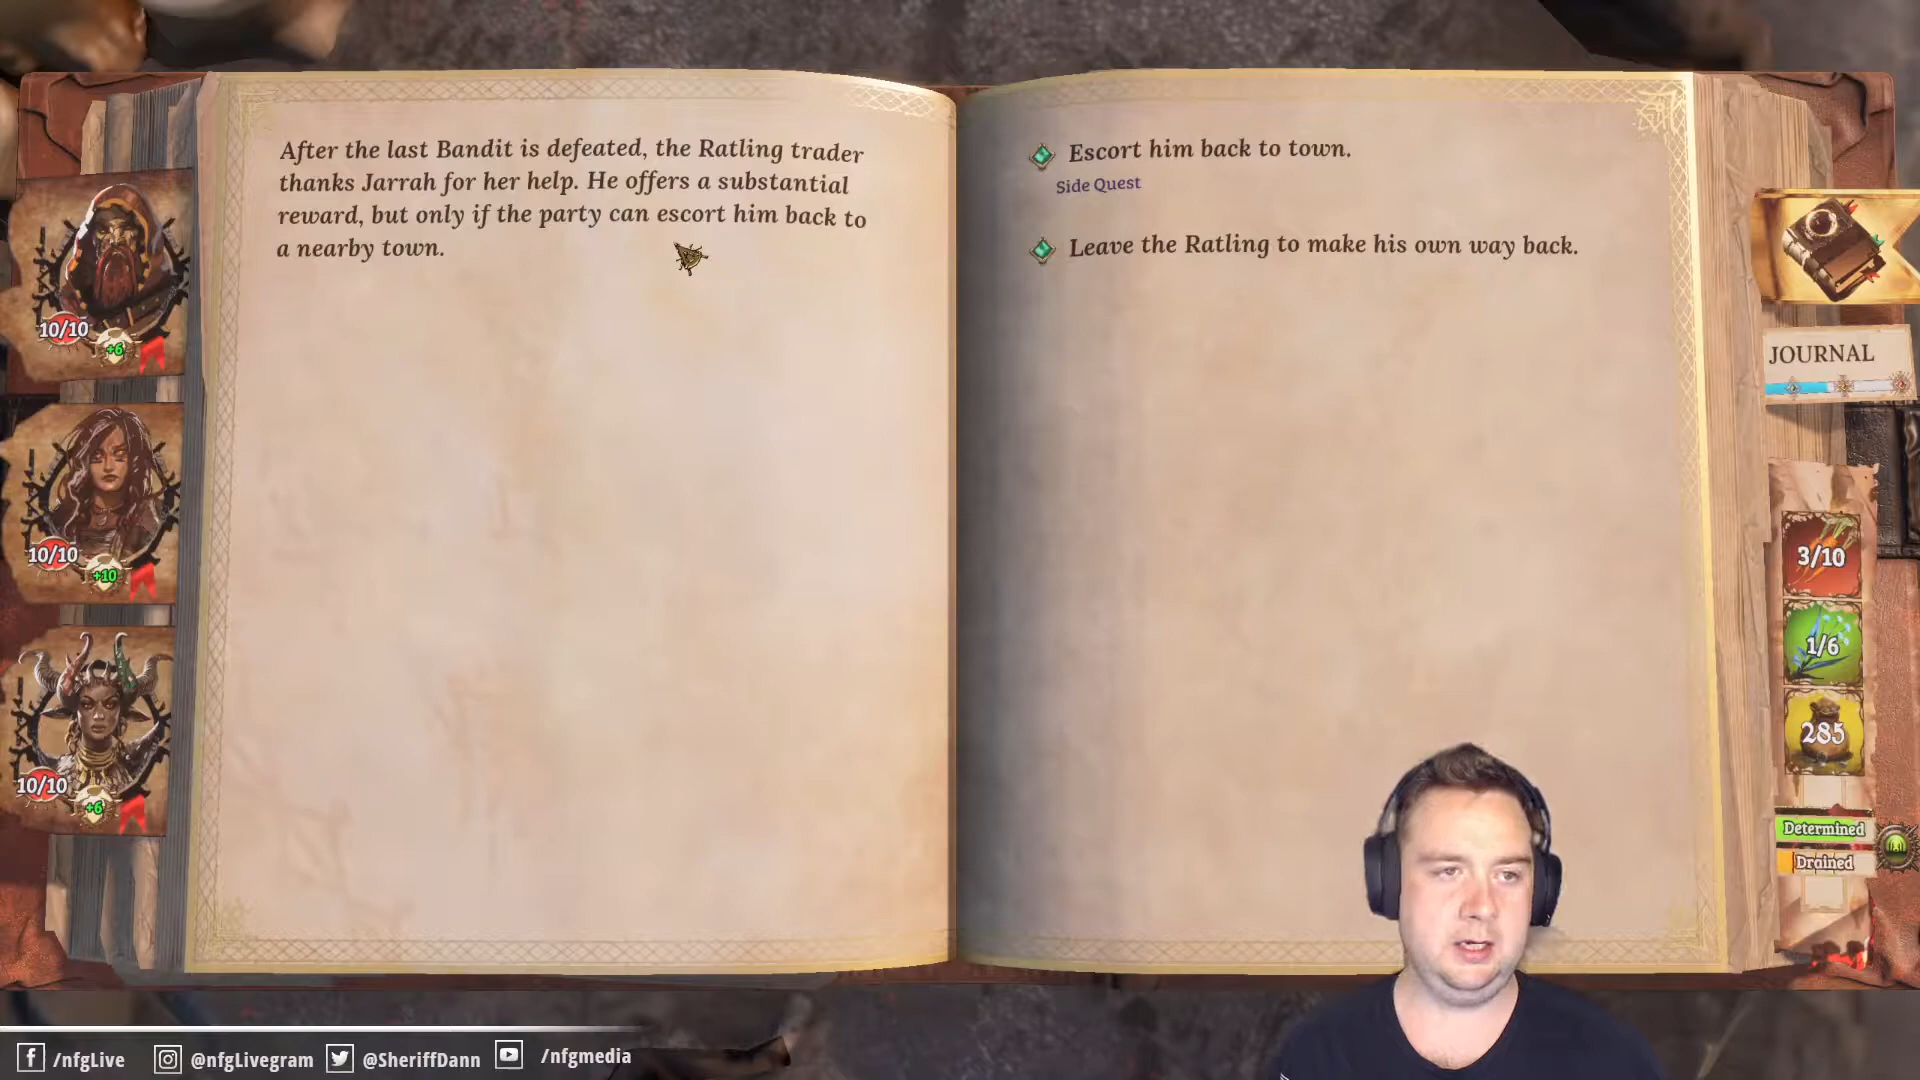 After the last Bandit is defeated, the Ratling trader
thanks Jarrah for her help. He offers a substantial
reward, but only if the party can escort him back to
a nearby town.
Escort him back to town.
Side Quest
Leave the Ratling to make his own way back.
10/10
+6
10/10
+10
10/10
+6
JOURNAL
3/10
1/6
285
Determined
Drained
/nfgLive
@nfgLivegram
@SheriffDann
/nfgmedia